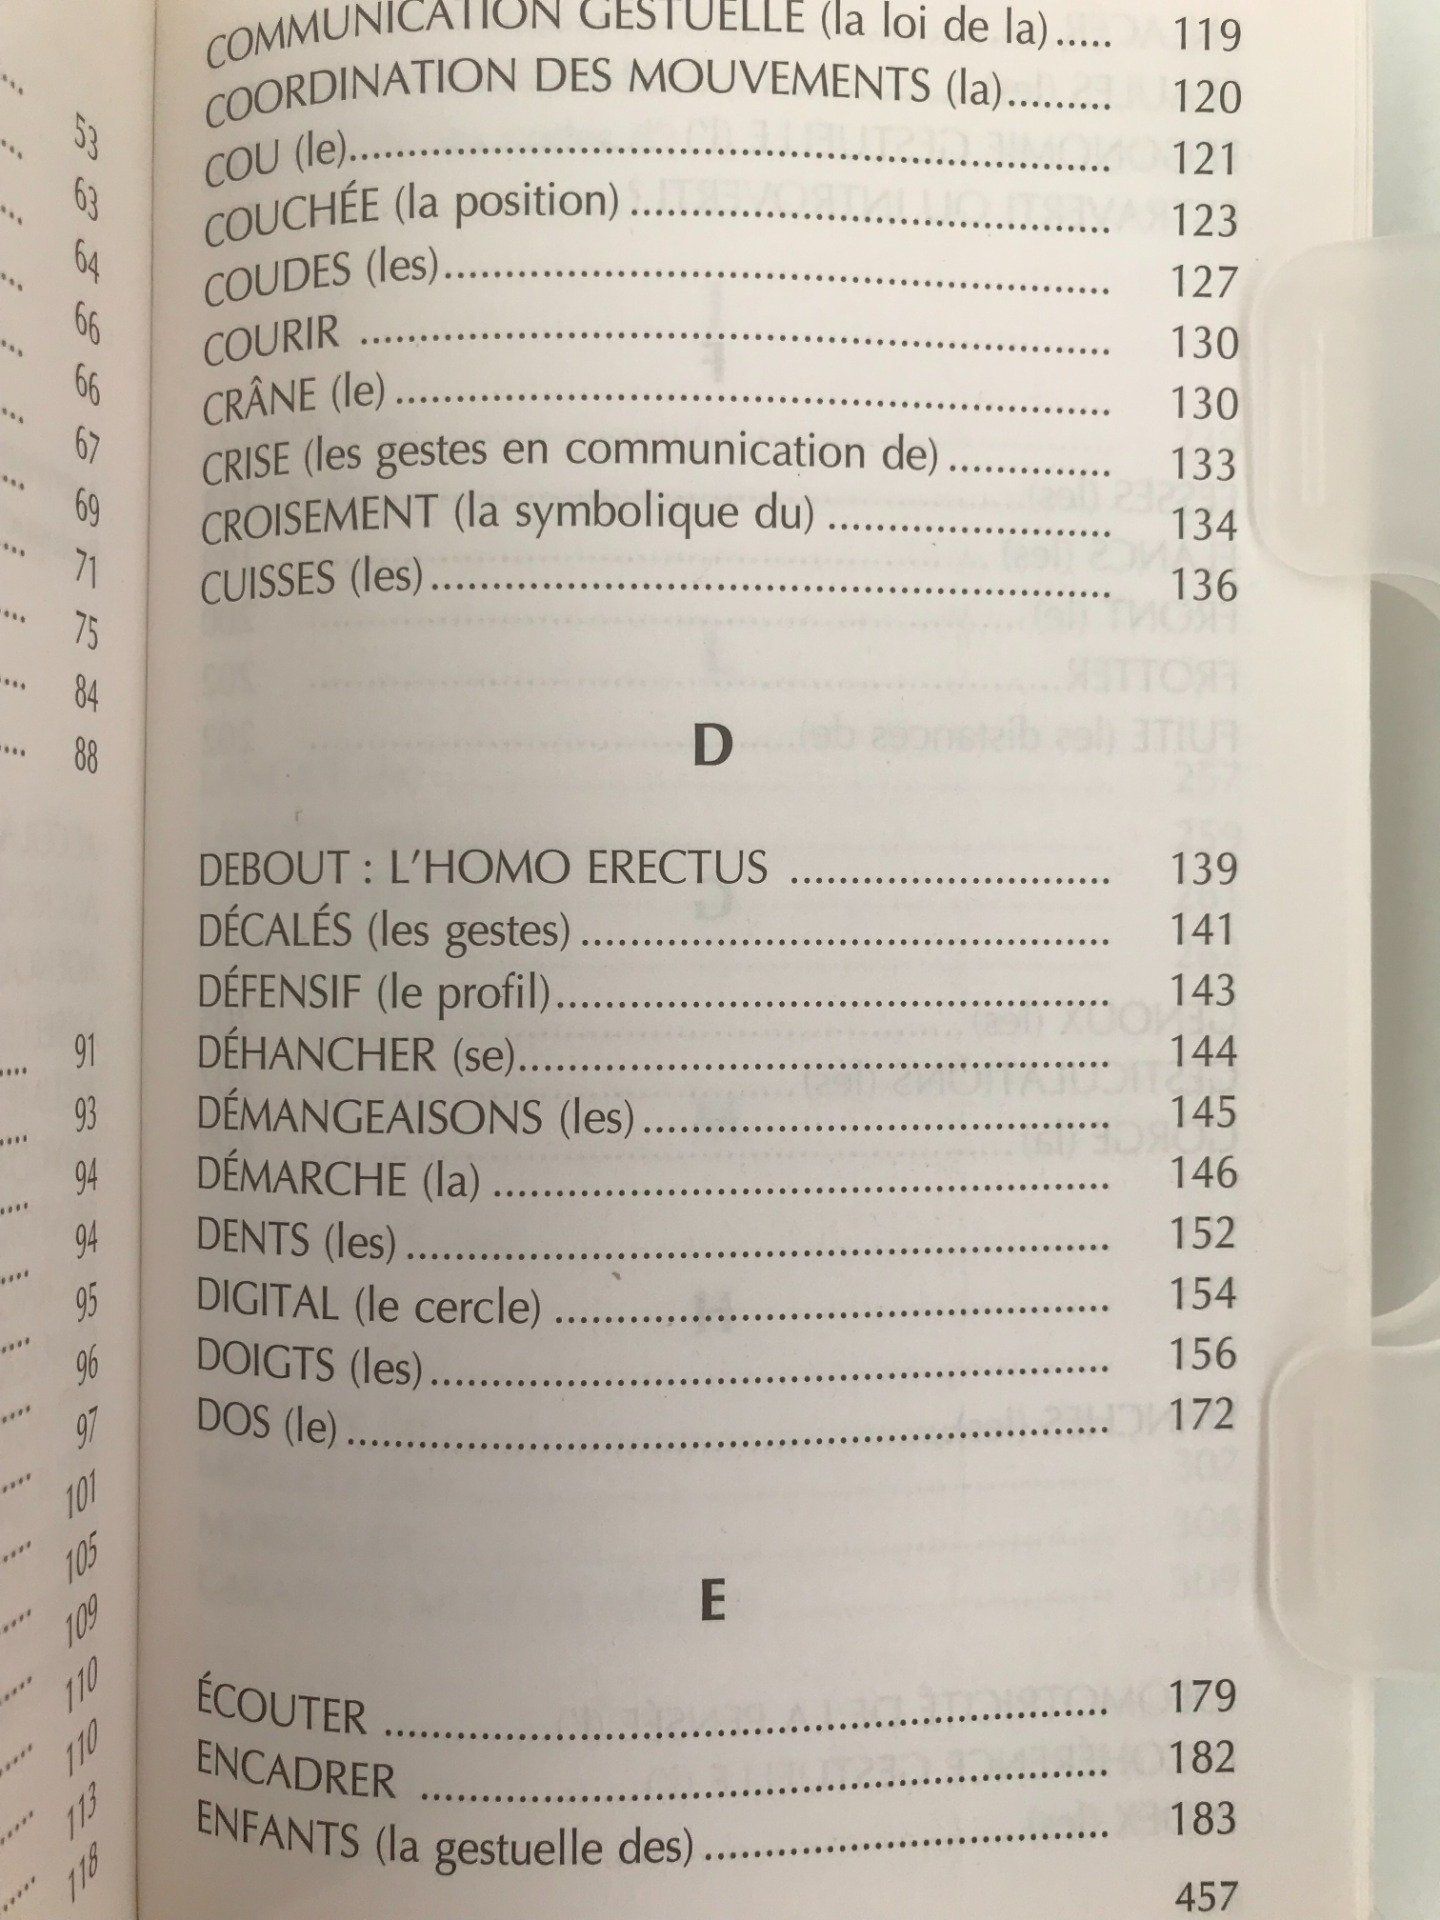 53
63
64
66
66
67
69
71
75
84
88
91
93
94
94
95
96
97
101
105
109
110
110
113
118
COMMUNICATION GESTUELLE (la loi de la)..... 119
COORDINATION DES MOUVEMENTS (la)......... 120
COU (le)................................................................ 121
COUCHÉE (la position) ........................................ 123
COUDES (les)........................................................ 127
COURIR ................................................................ 130
CRÂNE (le) ............................................................ 130
CRISE (les gestes en communication de) .............. 133
CROISEMENT (la symbolique du) ........................ 134
CUISSES (les)......................................................... 136
D
DEBOUT : L'HOMO ERECTUS ........................... 139
DÉCALÉS (les gestes) ............................................ 141
DÉFENSIF (le profil)............................................... 143
DÉHANCHER (se).................................................. 144
DÉMANGEAISONS (les)....................................... 145
DÉMARCHE (la) .................................................... 146
DENTS (les) ........................................................... 152
DIGITAL (le cercle) ............................................... 154
DOIGTS (les)......................................................... 156
DOS (le) ................................................................ 172
E
ÉCOUTER .............................................................. 179
ENCADRER ........................................................... 182
ENFANTS (la gestuelle des) ................................... 183
457